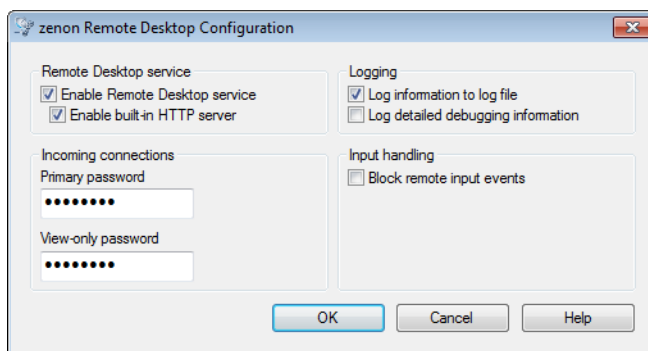 zenon Remote Desktop Configuration
Remote Desktop service
Enable Remote Desktop service
Enable built-in HTTP server
Logging
Log information to log file
Log detailed debugging information
Incoming connections
Primary password
●●●●●●●●
View-only password
●●●●●●●●
Input handling
Block remote input events
OK
Cancel
Help